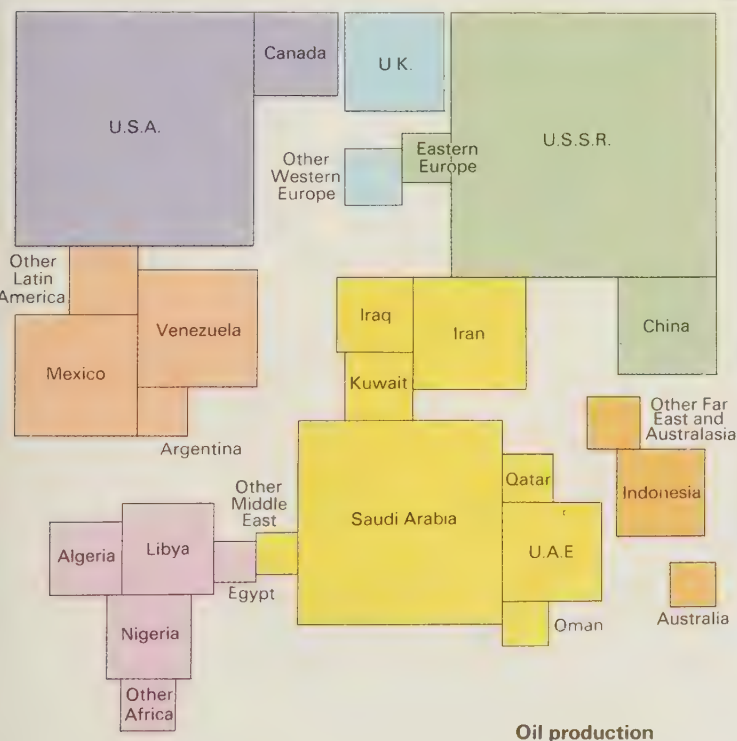 U.S.A.
Canada
U K.
U.S.S.R.
Eastern
Europe
Other
Western
Europe
Other
Latin
America
Venezuela
Mexico
Argentina
Iraq
Iran
Kuwait
China
Other Far
East and
Australasia
Indonesia
Australia
Other
Middle
East
Saudi Arabia
Qatar
U.A.E
Oman
Algeria
Libya
Egypt
Nigeria
Other
Africa
Oil production